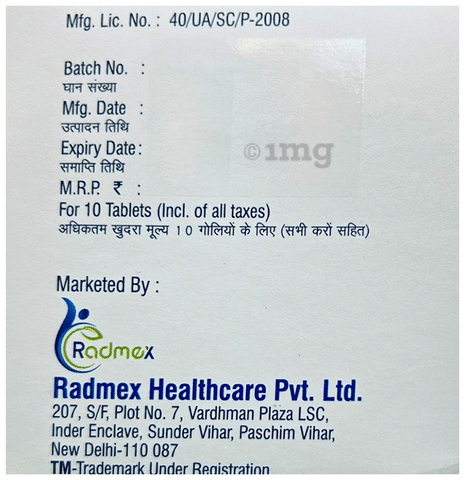 Mfg. Lic. No. : 40/UA/SC/P-2008
Batch No. :
घान संख्या
Mfg. Date :
उत्पादन तिथि
Expiry Date :
समाप्ति तिथि
M.R.P. ₹ :
For 10 Tablets (Incl. of all taxes)
अधिकतम खुदरा मूल्य 10 गोलियों के लिए (सभी करों सहित)
©1mg
Marketed By :
Radmex
Radmex Healthcare Pvt. Ltd.
207, S/F, Plot No. 7, Vardhman Plaza LSC,
Inder Enclave, Sunder Vihar, Paschim Vihar,
New Delhi-110 087
TM-Trademark Under Registration